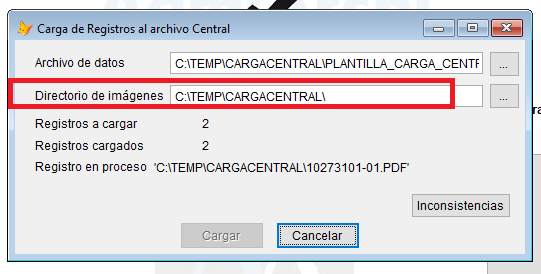 Carga de Registros al archivo Central
Archivo de datos C:\TEMP\CARGACENTRAL\PLANTILLA_CARGA_CENTR ...
Directorio de imágenes C:\TEMP\CARGACENTRAL\ ...
Registros a cargar 2
Registros cargados 2
Registro en proceso 'C:\TEMP\CARGACENTRAL\10273101-01.PDF'
Inconsistencias
Cargar Cancelar